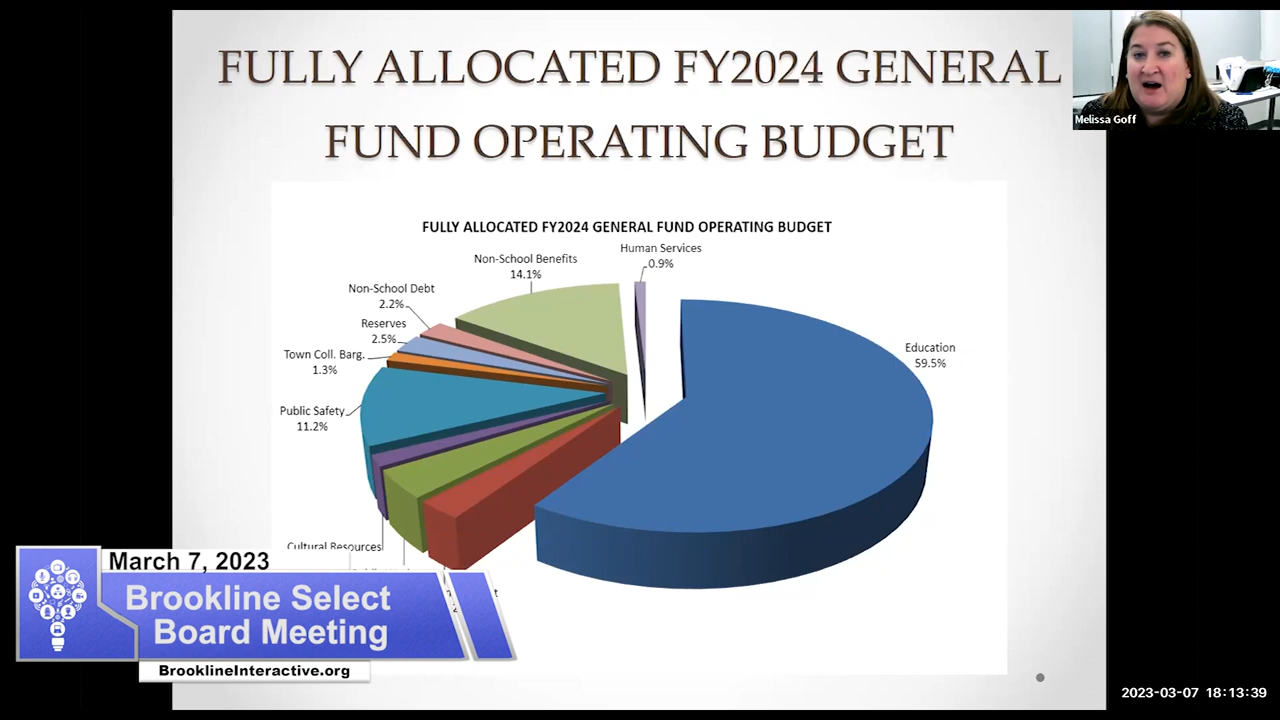 FULLY ALLOCATED FY2024 GENERAL
FUND OPERATING BUDGET
Melissa Goff
FULLY ALLOCATED FY2024 GENERAL FUND OPERATING BUDGET
Human Services
0.9%
Non-School Benefits
14.1%
Non-School Debt
2.2%
Reserves
2.5%
Town Coll. Barg.
1.3%
Public Safety
11.2%
Education
59.5%
Cultural Resources
March 7, 2023
Brookline Select
Board Meeting
BrooklineInteractive.org
2023-03-07 18:13:39